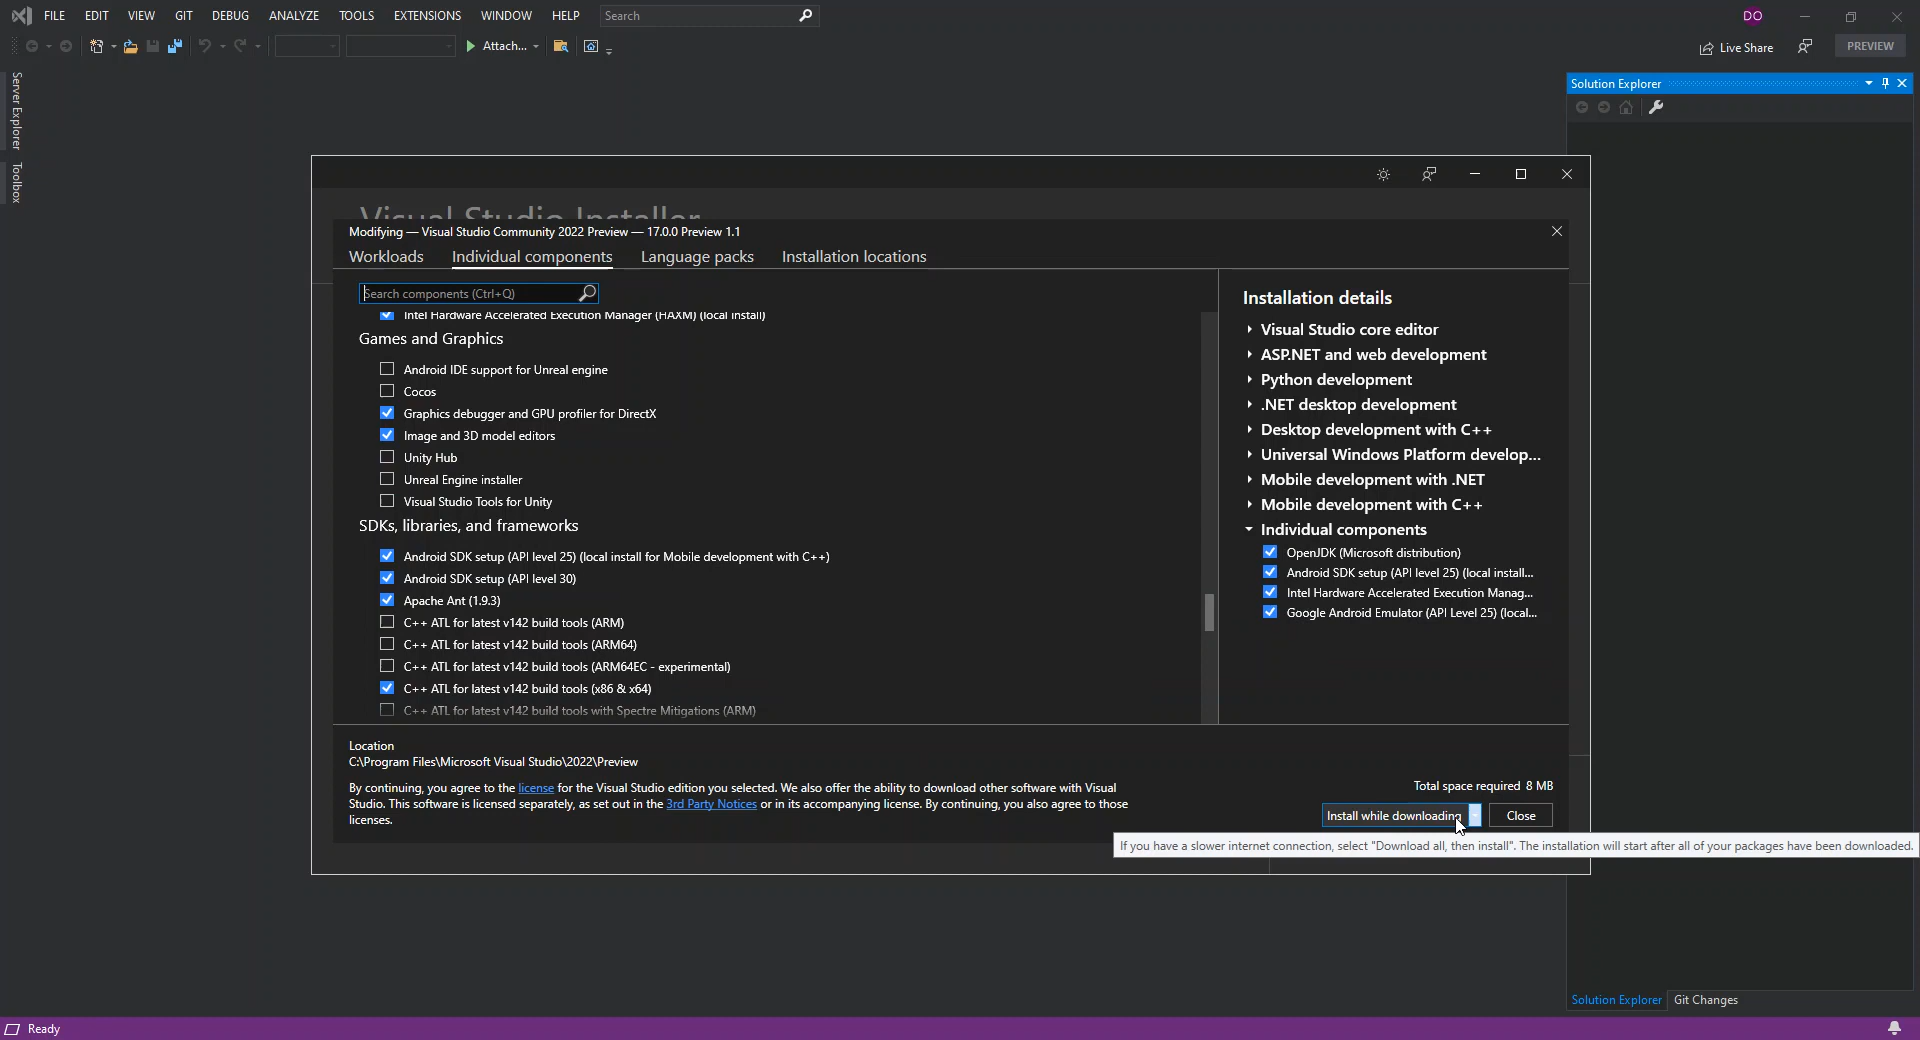 FILE EDIT VIEW GIT DEBUG ANALYZE TOOLS EXTENSIONS WINDOW HELP Search DO
Attach... Live Share PREVIEW
Server Explorer
Toolbox
Solution Explorer
Visual Studio Installer
Modifying — Visual Studio Community 2022 Preview — 17.0.0 Preview 1.1
Workloads Individual components Language packs Installation locations
Search components (Ctrl+Q)
Intel Hardware Accelerated Execution Manager (HAXM) (local install)
Games and Graphics
Android IDE support for Unreal engine
Cocos
Graphics debugger and GPU profiler for DirectX
Image and 3D model editors
Unity Hub
Unreal Engine installer
Visual Studio Tools for Unity
SDKs, libraries, and frameworks
Android SDK setup (API level 25) (local install for Mobile development with C++)
Android SDK setup (API level 30)
Apache Ant (1.9.3)
C++ ATL for latest v142 build tools (ARM)
C++ ATL for latest v142 build tools (ARM64)
C++ ATL for latest v142 build tools (ARM64EC - experimental)
C++ ATL for latest v142 build tools (x86 & x64)
C++ ATL for latest v142 build tools with Spectre Mitigations (ARM)
Installation details
Visual Studio core editor
ASP.NET and web development
Python development
.NET desktop development
Desktop development with C++
Universal Windows Platform develop...
Mobile development with .NET
Mobile development with C++
Individual components
OpenJDK (Microsoft distribution)
Android SDK setup (API level 25) (local install...
Intel Hardware Accelerated Execution Manag...
Google Android Emulator (API Level 25) (local...
Location
C:\Program Files\Microsoft Visual Studio\2022\Preview
By continuing, you agree to the license for the Visual Studio edition you selected. We also offer the ability to download other software with Visual
Studio. This software is licensed separately, as set out in the 3rd Party Notices or in its accompanying license. By continuing, you also agree to those
licenses.
Total space required 8 MB
Install while downloading Close
If you have a slower internet connection, select "Download all, then install". The installation will start after all of your packages have been downloaded.
Solution Explorer Git Changes
Ready